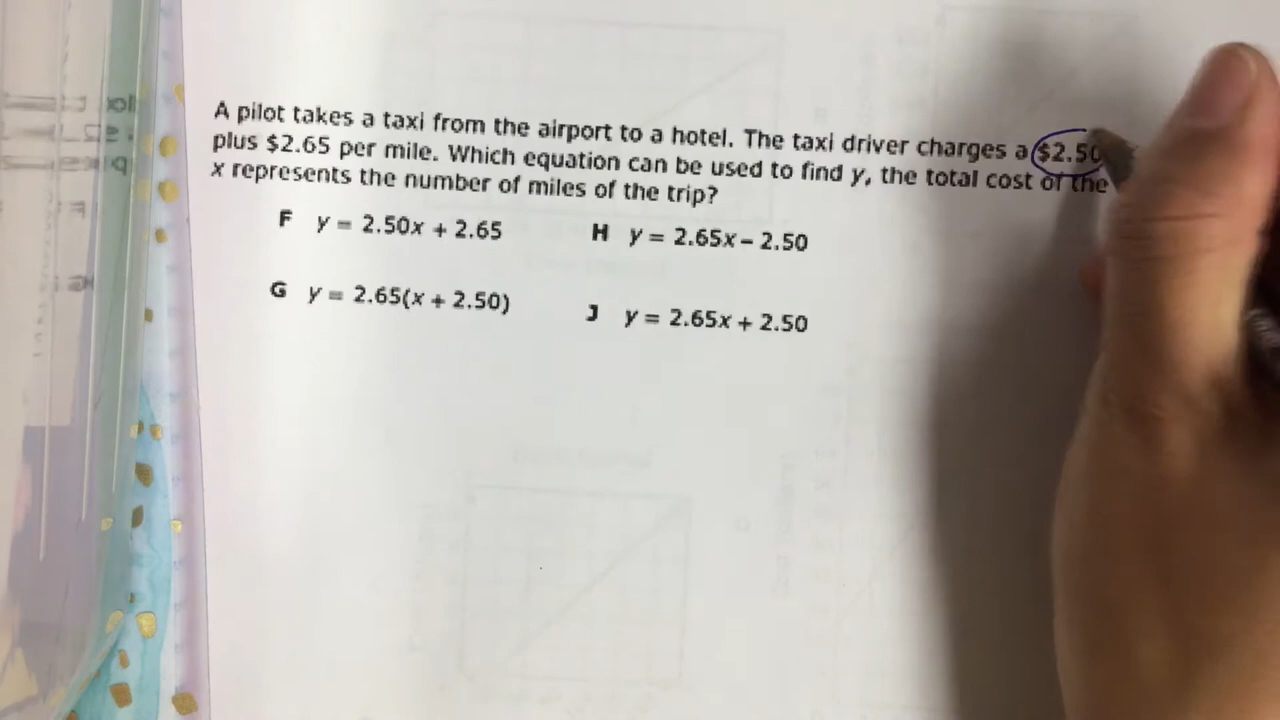 A pilot takes a taxi from the airport to a hotel. The taxi driver charges a $2.50
plus $2.65 per mile. Which equation can be used to find y, the total cost of the
x represents the number of miles of the trip?
F y = 2.50x + 2.65
H y = 2.65x – 2.50
G y = 2.65(x + 2.50)
J y = 2.65x + 2.50